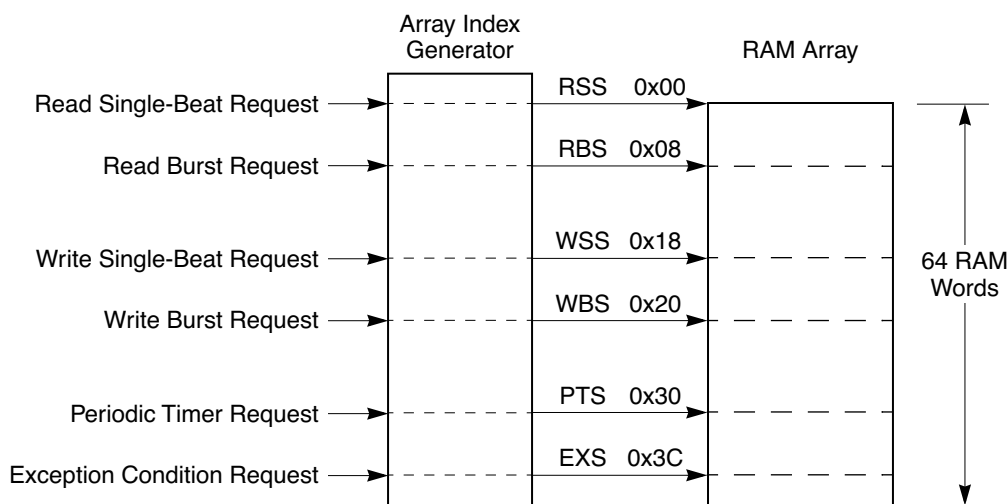 Array Index
Generator
RAM Array
Read Single-Beat Request
RSS 0x00
Read Burst Request
RBS 0x08
Write Single-Beat Request
WSS 0x18
64 RAM
Words
Write Burst Request
WBS 0x20
Periodic Timer Request
PTS 0x30
Exception Condition Request
EXS 0x3C